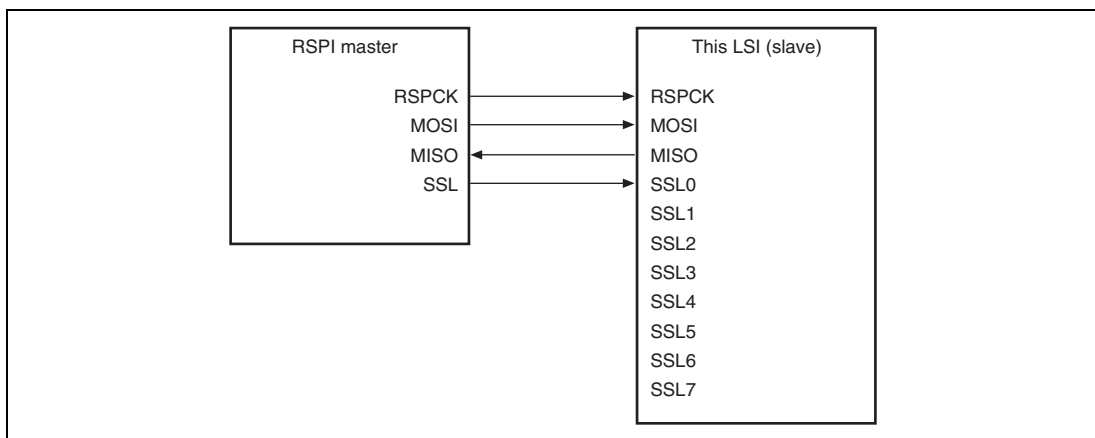 RSPI master
RSPCK
MOSI
MISO
SSL
This LSI (slave)
RSPCK
MOSI
MISO
SSL0
SSL1
SSL2
SSL3
SSL4
SSL5
SSL6
SSL7